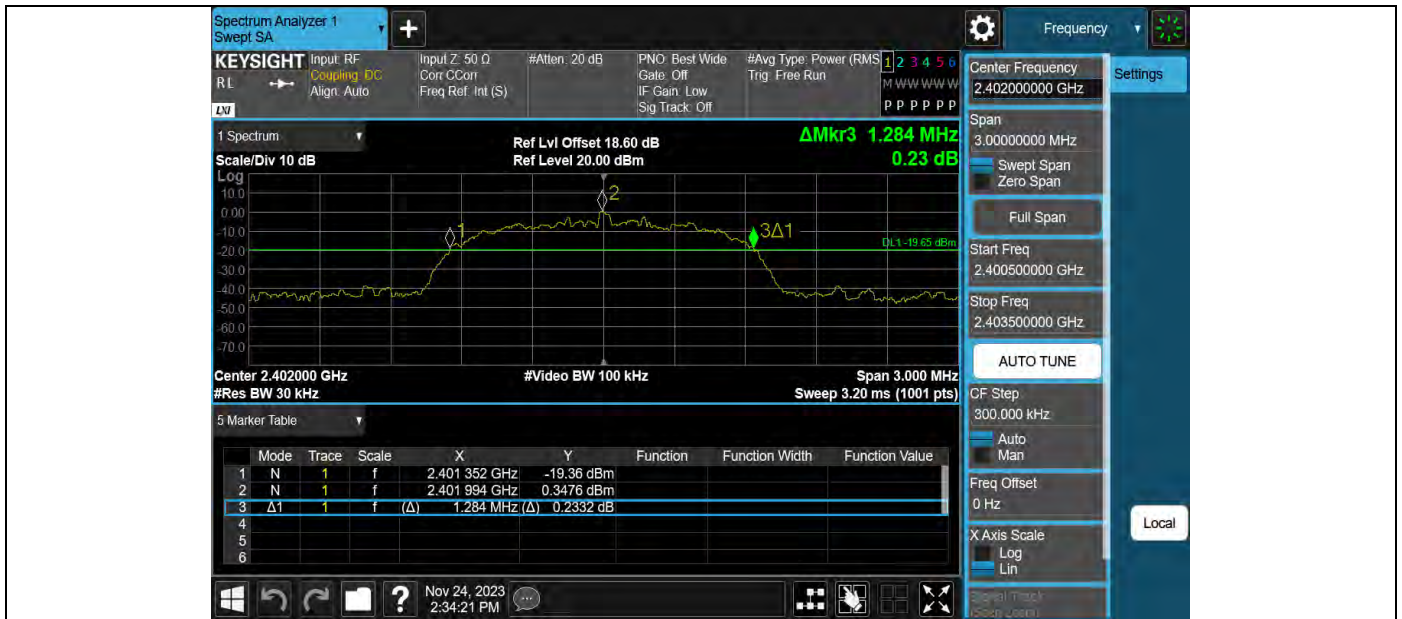 Spectrum Analyzer 1
Swept SA
Frequency
KEYSIGHT
RL
LXI
Input: RF
Coupling: DC
Align: Auto
Input Z: 50 Ω
Corr CCorr
Freq Ref: Int (S)
#Atten: 20 dB
PNO: Best Wide
Gate: Off
IF Gain: Low
Sig Track: Off
#Avg Type: Power (RMS
Trig: Free Run
1 2 3 4 5 6
M W W W W W
P P P P P P
1 Spectrum
Scale/Div 10 dB
Ref Lvl Offset 18.60 dB
Ref Level 20.00 dBm
ΔMkr3 1.284 MHz
0.23 dB
Log
10.0
0.00
-10.0
-20.0
-30.0
-40.0
-50.0
-60.0
-70.0
1
2
3Δ1
DL1 -19.65 dBm
Center 2.402000 GHz
#Video BW 100 kHz
Span 3.000 MHz
#Res BW 30 kHz
Sweep 3.20 ms (1001 pts)
5 Marker Table
Mode Trace Scale X Y Function Function Width Function Value
1 N 1 f 2.401 352 GHz -19.36 dBm
2 N 1 f 2.401 994 GHz 0.3476 dBm
3 Δ1 1 f (Δ) 1.284 MHz (Δ) 0.2332 dB
4
5
6
Nov 24, 2023
2:34:21 PM
Center Frequency
2.402000000 GHz
Settings
Span
3.00000000 MHz
Swept Span
Zero Span
Full Span
Start Freq
2.400500000 GHz
Stop Freq
2.403500000 GHz
AUTO TUNE
CF Step
300.000 kHz
Auto
Man
Freq Offset
0 Hz
Local
X Axis Scale
Log
Lin
Signal Track
(Span Zoom)